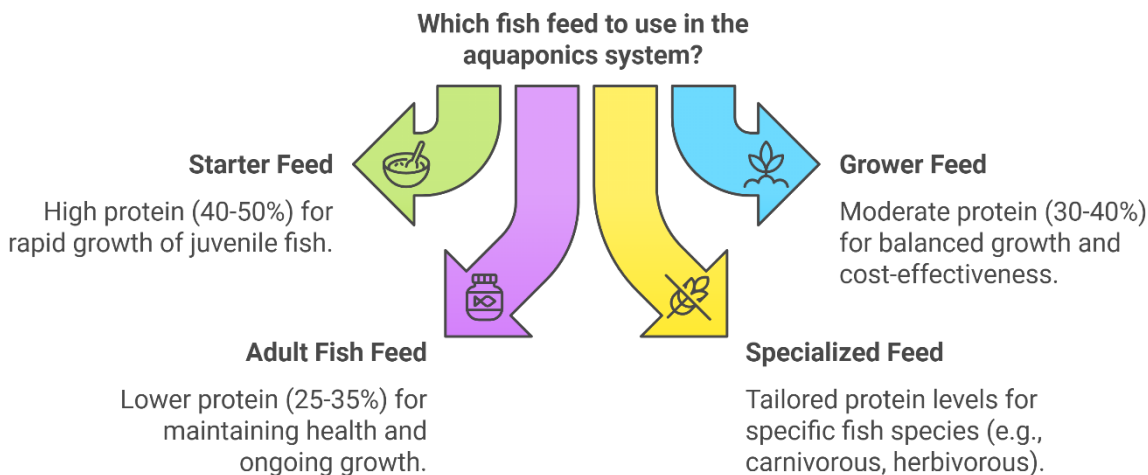 Which fish feed to use in the
aquaponics system?
Starter Feed
High protein (40-50%) for
rapid growth of juvenile fish.
Grower Feed
Moderate protein (30-40%)
for balanced growth and
cost-effectiveness.
Adult Fish Feed
Lower protein (25-35%) for
maintaining health and
ongoing growth.
Specialized Feed
Tailored protein levels for
specific fish species (e.g.,
carnivorous, herbivorous).